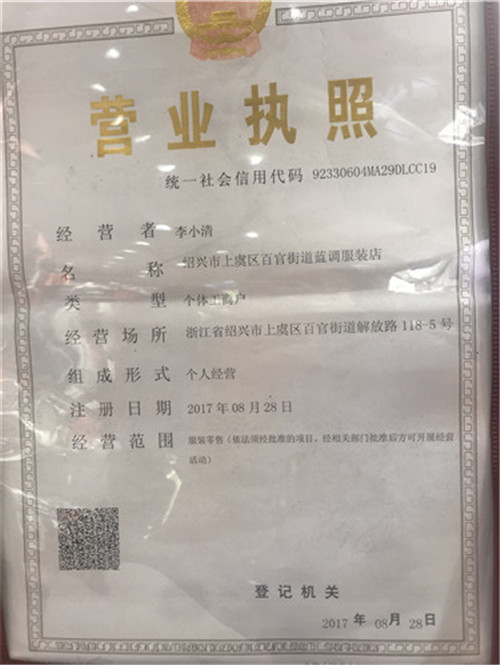 营业执照
统一社会信用代码 92330604MA29DLCC19
经营者 李小清
名称 绍兴市上虞区百官街道蓝调服装店
类型 个体工商户
经营场所 浙江省绍兴市上虞区百官街道解放路118-5号
组成形式 个人经营
注册日期 2017年08月28日
经营范围 服装零售(依法须经批准的项目，经相关部门批准后方可开展经营
活动)
登记机关
2017年 08月 28日